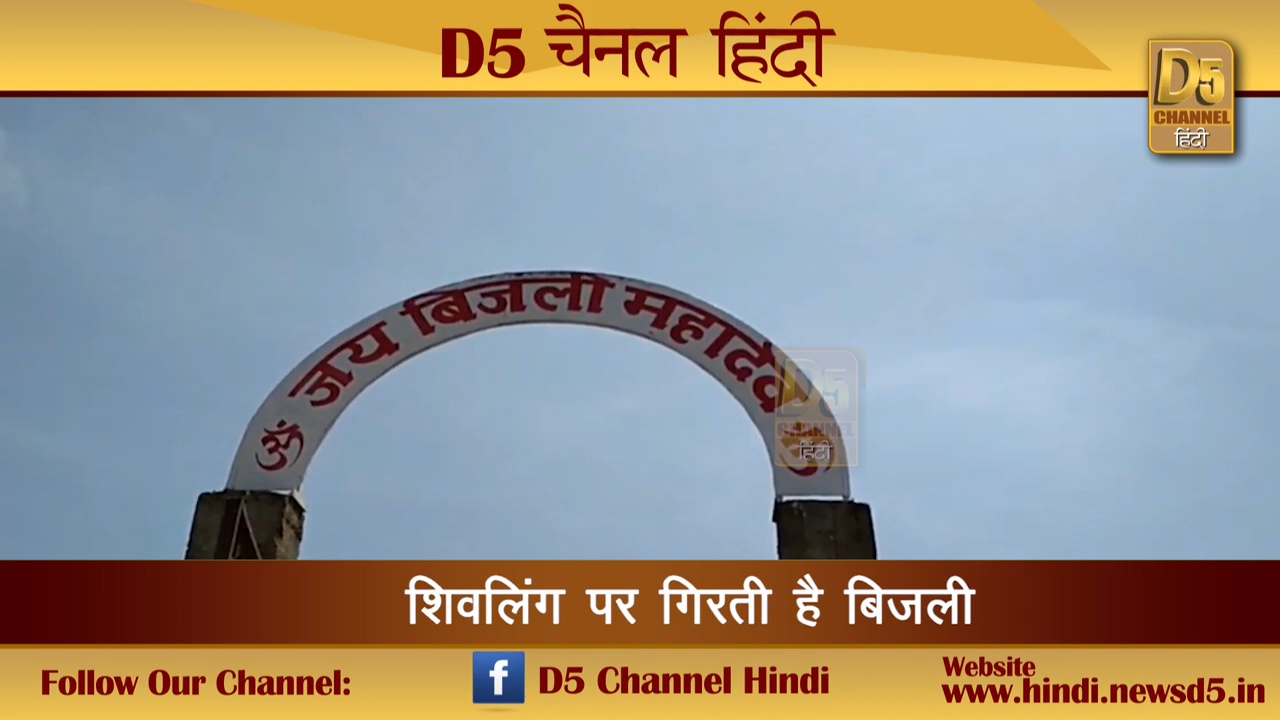 D5 चैनल हिंदी
D5
CHANNEL
हिंदी
ॐ जय बिजली महादेव ॐ
D5
CHANNEL
हिंदी
शिवलिंग पर गिरती है बिजली
Follow Our Channel:
f D5 Channel Hindi
Website
www.hindi.newsd5.in